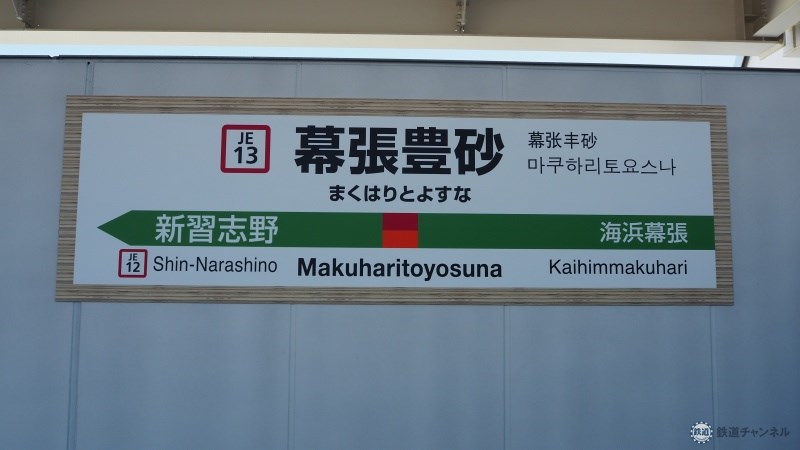 JE
13
幕張豊砂
幕张丰砂
마쿠하리토요스나
まくはりとよすな
新習志野
海浜幕張
JE
12
Shin-Narashino
Makuharitoyosuna
Kaihimmakuhari
鉄道チャンネル